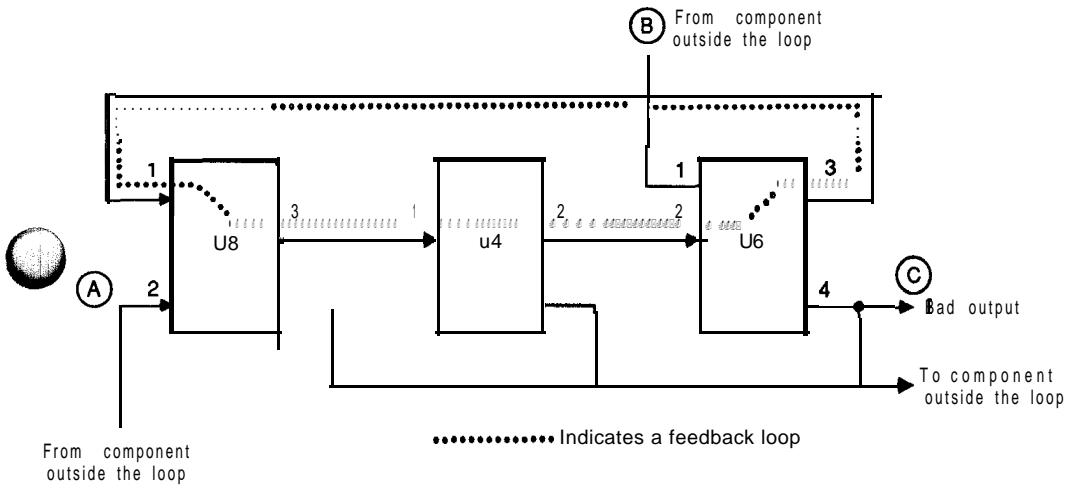 B
From component
outside the loop
1
1
3
3
1
2
2
U8
u4
U6
A
2
4
C
Bad output
To component
outside the loop
Indicates a feedback loop
From component
outside the loop